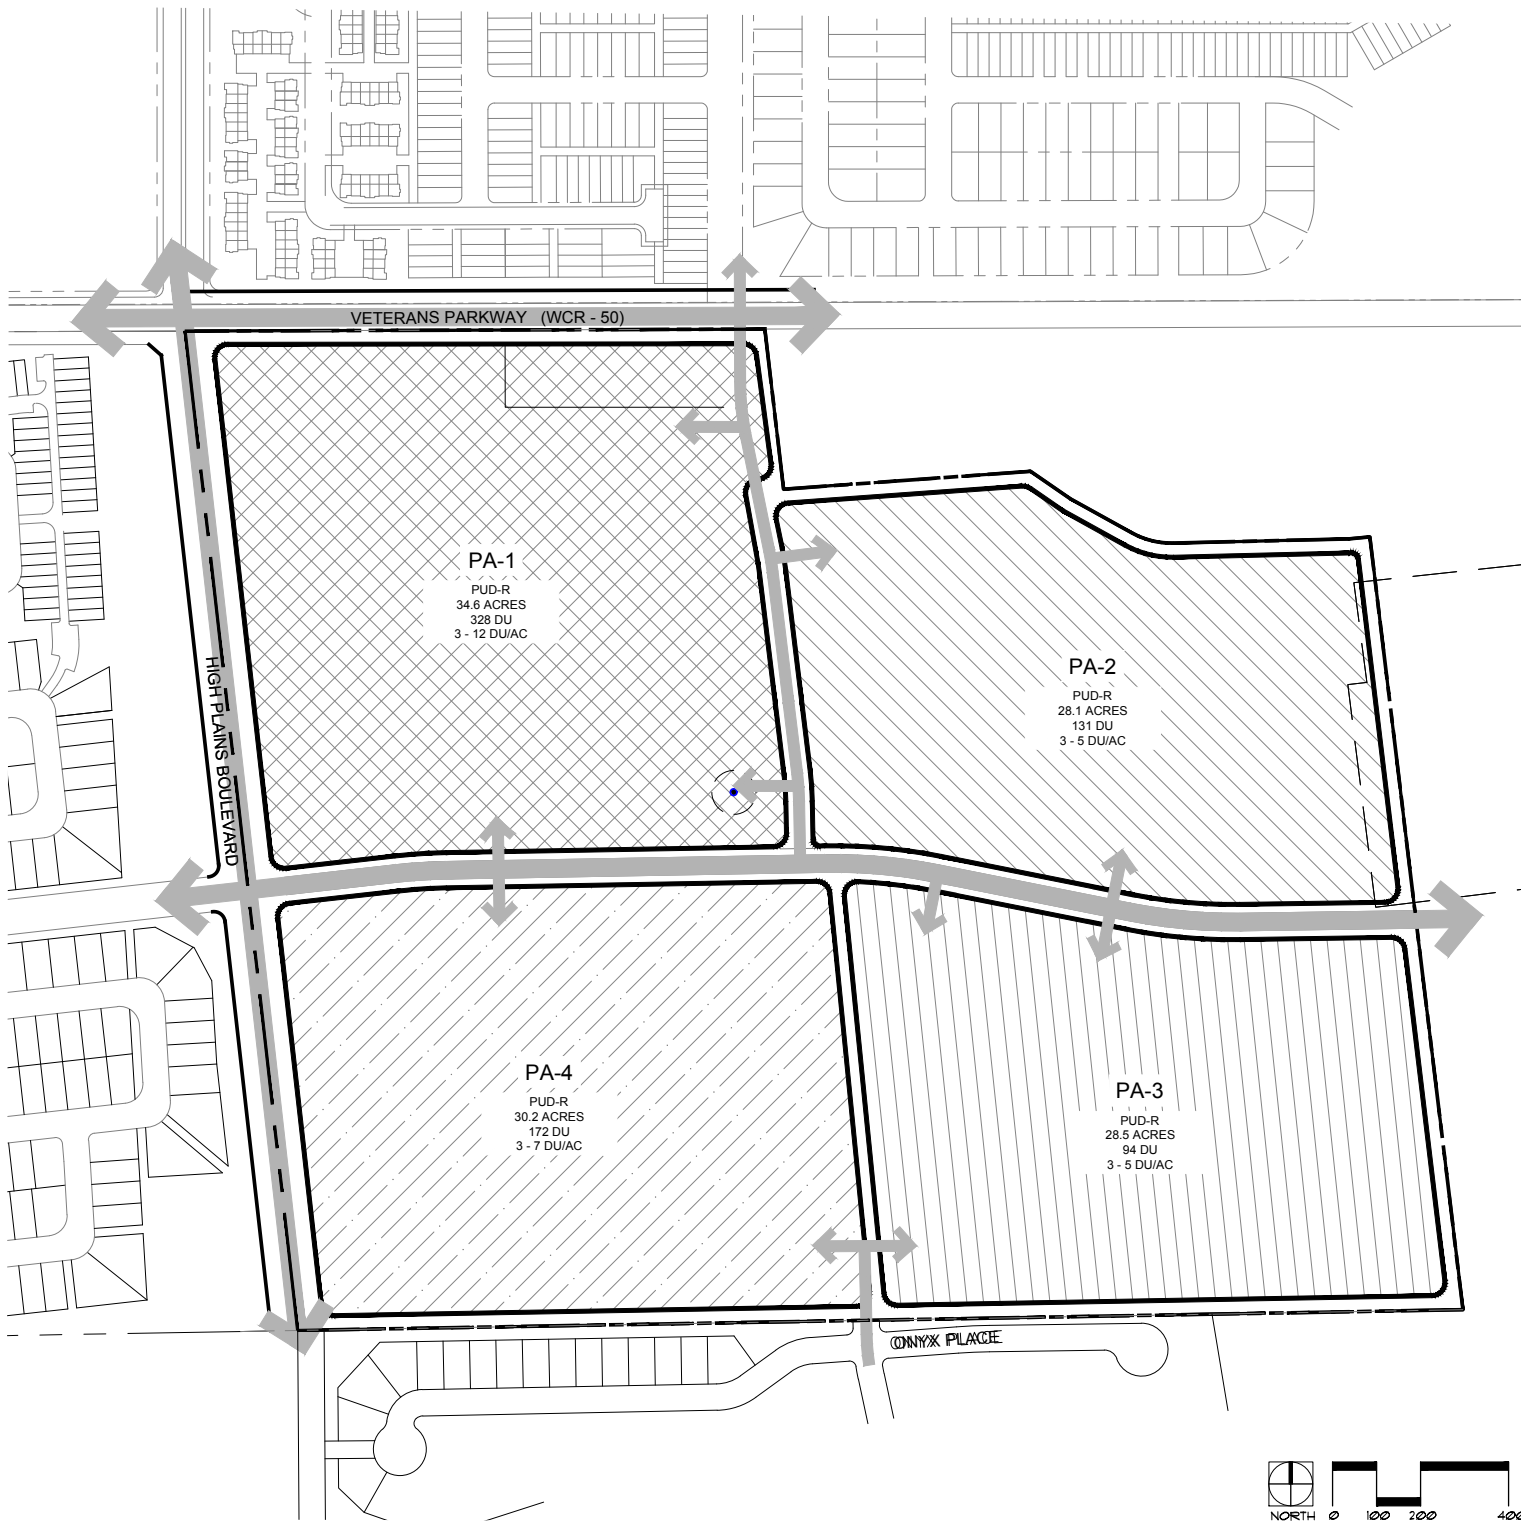 VETERANS PARKWAY (WCR - 50)
PA-1
PUD-R
34.6 ACRES
328 DU
3 - 12 DU/AC
HIGH PLAINS BOULEVARD
PA-2
PUD-R
28.1 ACRES
131 DU
3 - 5 DU/AC
PA-4
PUD-R
30.2 ACRES
172 DU
3 - 7 DU/AC
PA-3
PUD-R
28.5 ACRES
94 DU
3 - 5 DU/AC
ONYX PLACE
NORTH 0 100 200 400